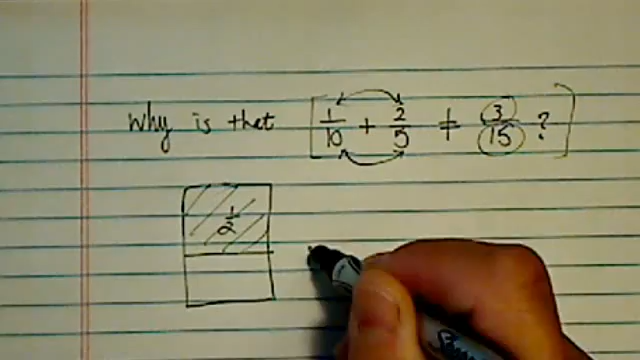 Why is that [ 1/10 + 2/5 ≠ 3/15 ? ]
1/2